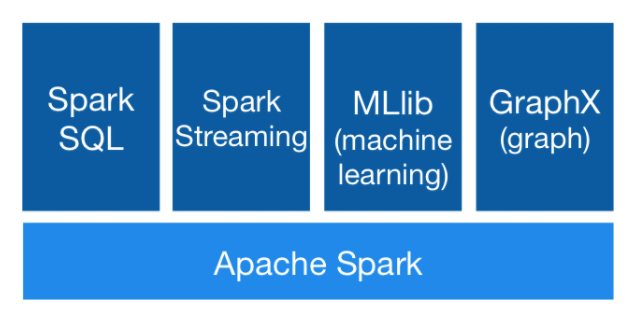 Spark
SQL
Spark
Streaming
MLlib
(machine
learning)
GraphX
(graph)
Apache Spark